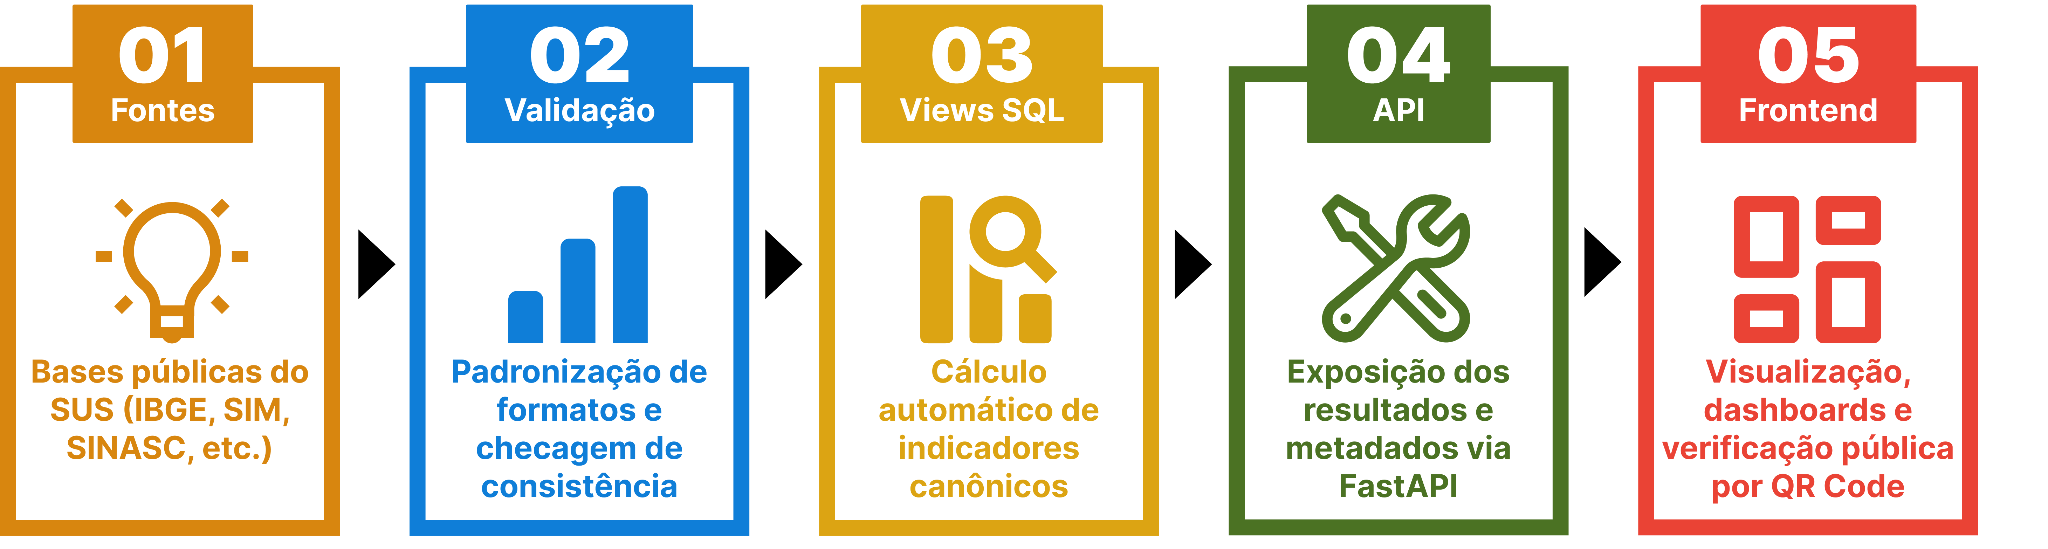 01
Fontes
Bases públicas do
SUS (IBGE, SIM,
SINASC, etc.)
02
Validação
Padronização de
formatos e
checagem de
consistência
03
Views SQL
Cálculo
automático de
indicadores
canônicos
04
API
Exposição dos
resultados e
metadados via
FastAPI
05
Frontend
Visualização,
dashboards e
verificação pública
por QR Code